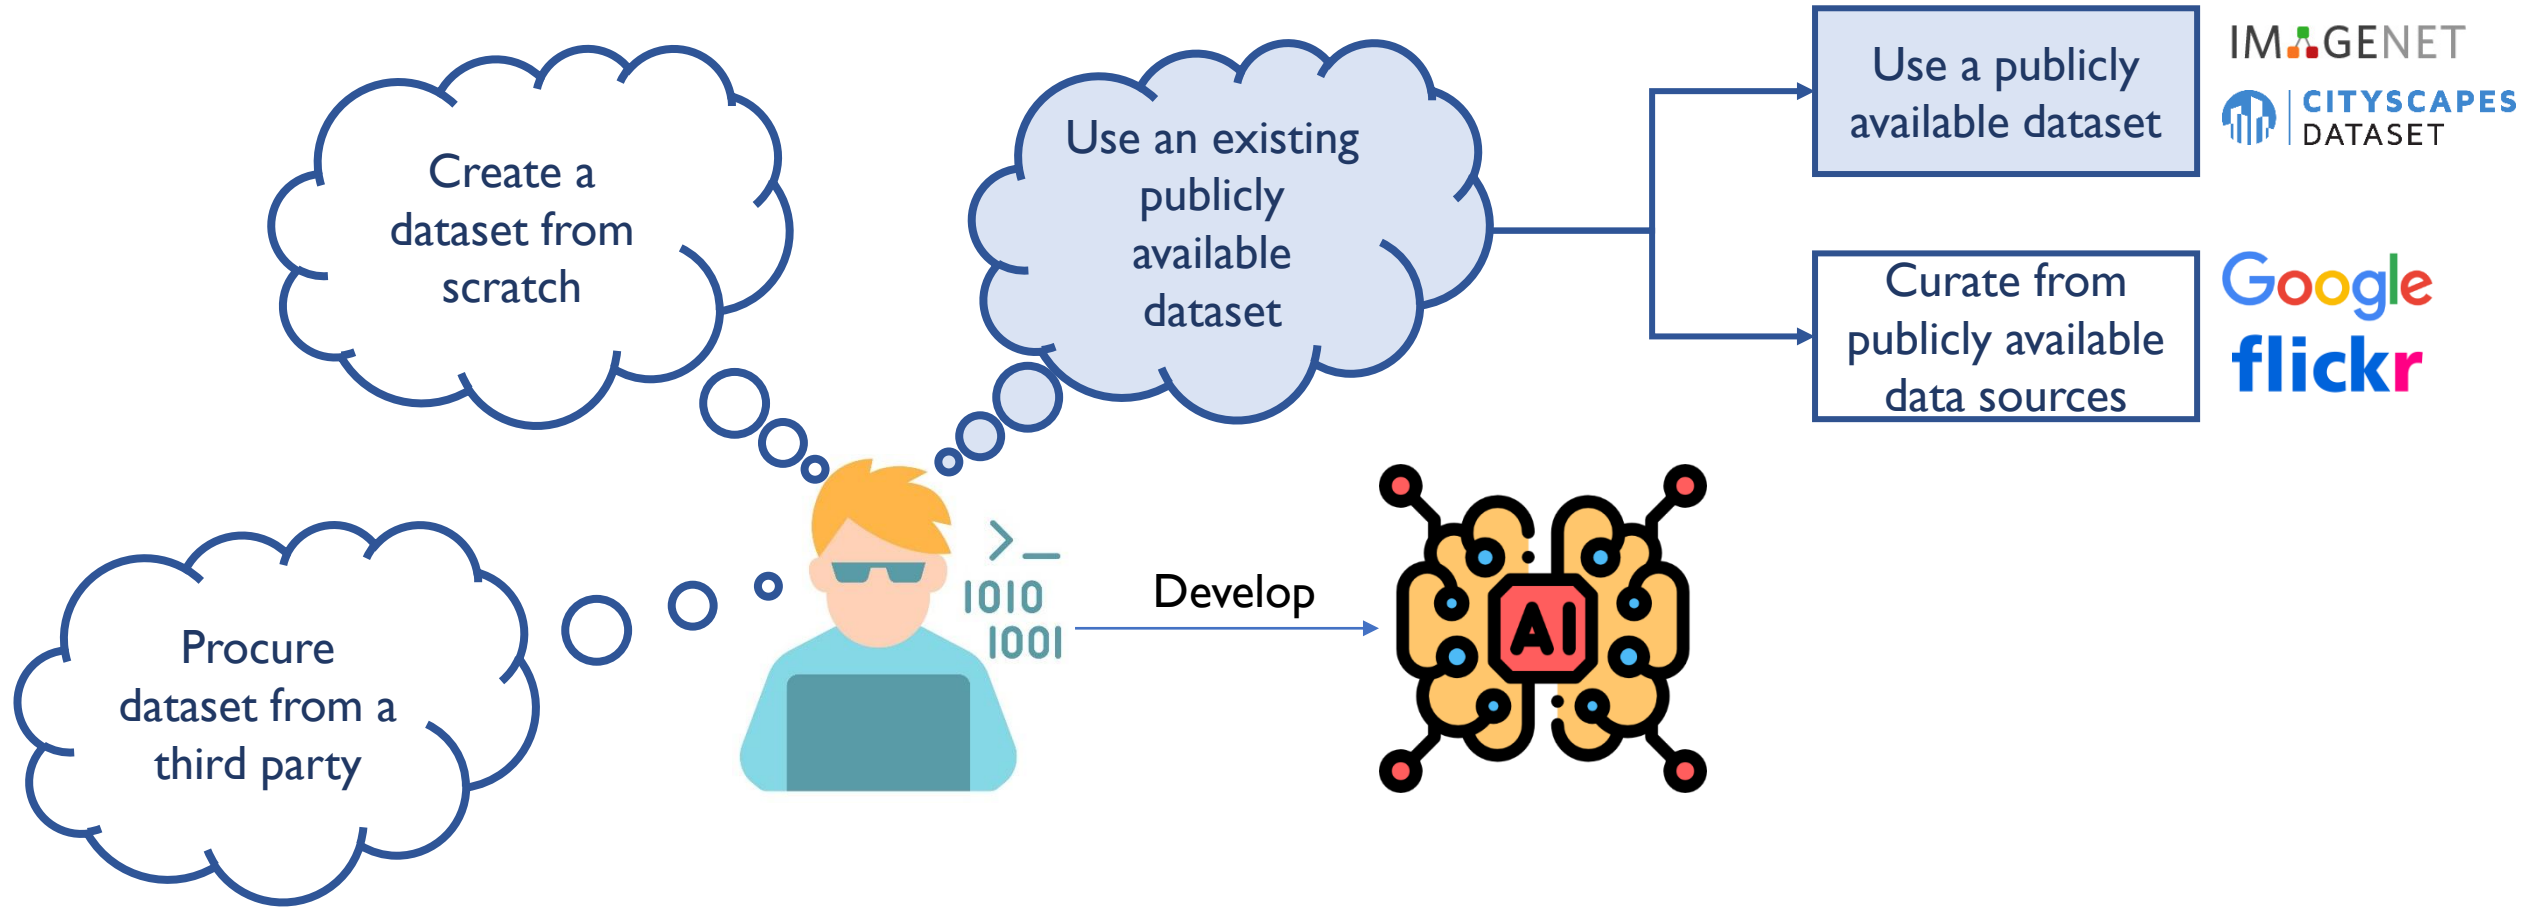 Create a
dataset from
scratch
Use an existing
publicly
available
dataset
Use a publicly
available dataset
IMAGENET
CITYSCAPES
DATASET
Curate from
publicly available
data sources
Google
flickr
Procure
dataset from a
third party
>_
1010
1001
Develop
AI